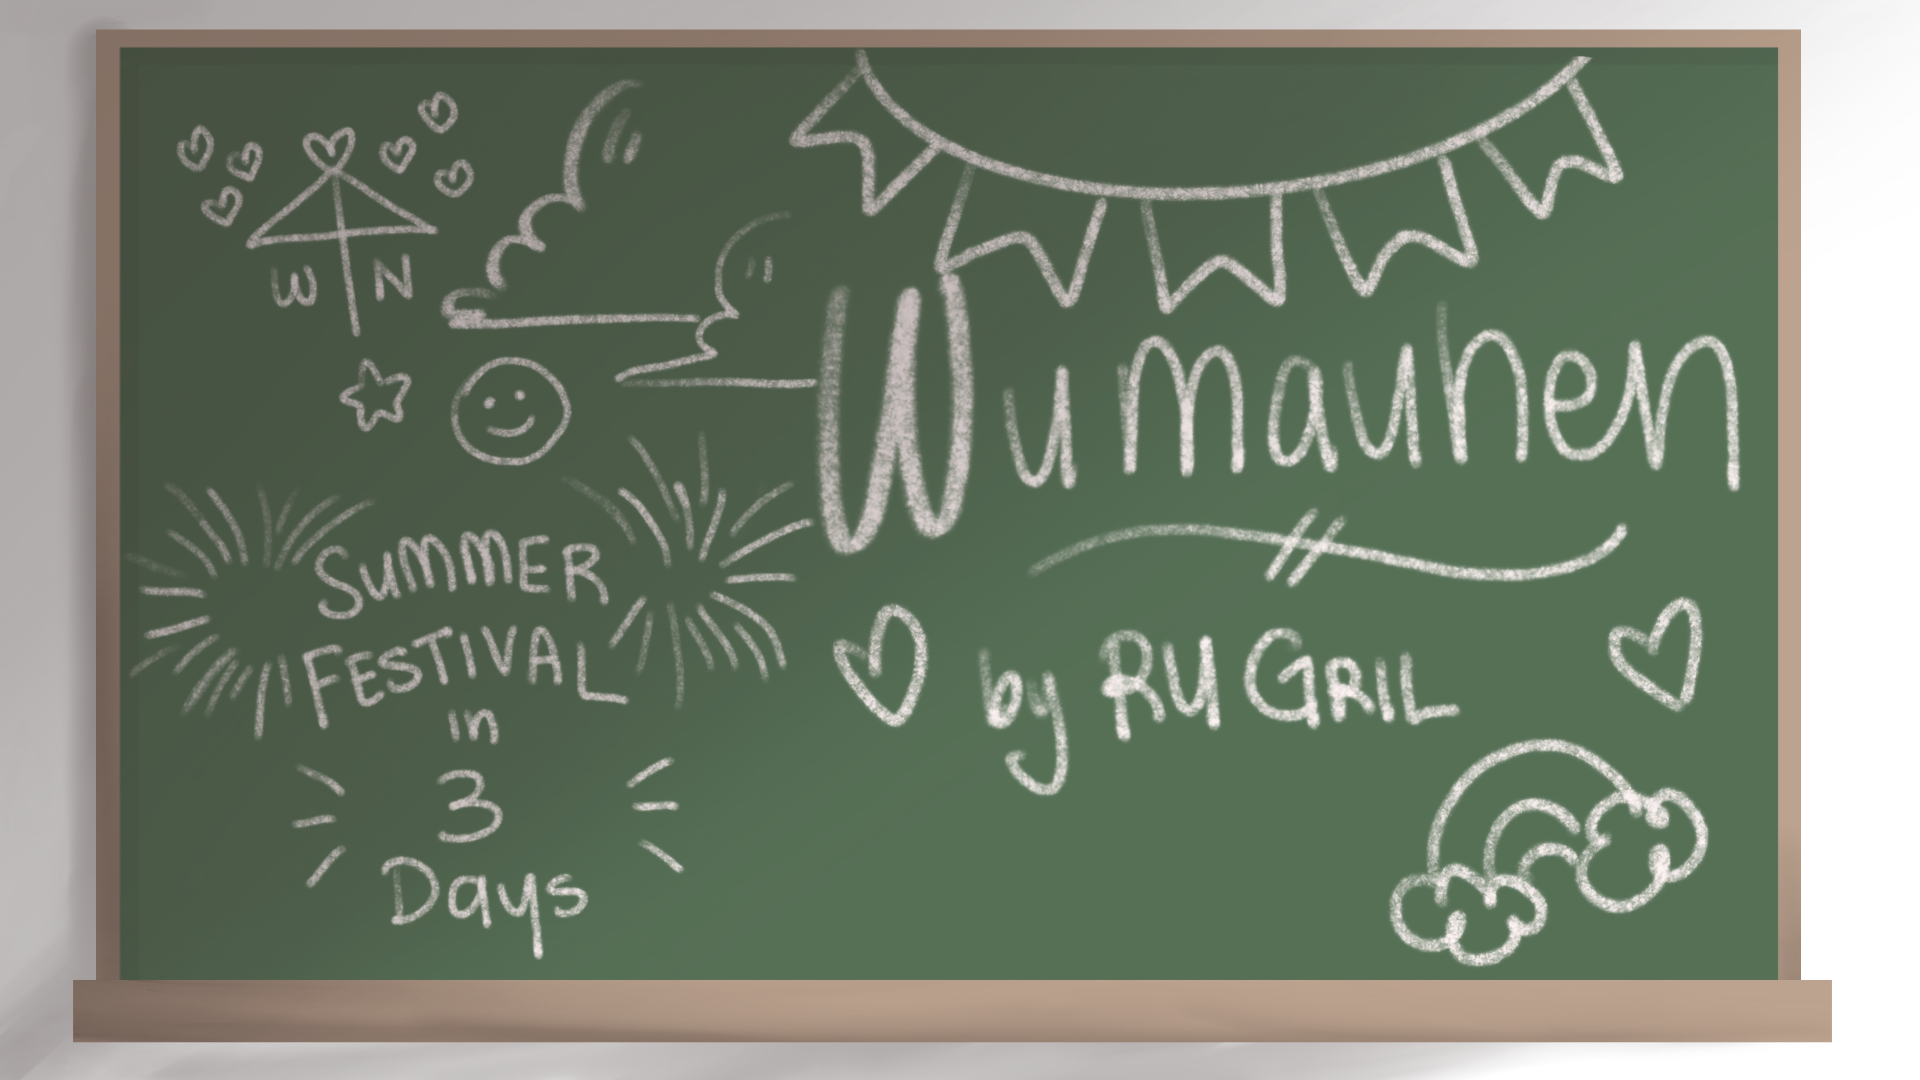 W N
SUMMER
FESTIVAL
in
3
Days
Wumauhen
by RU GRIL